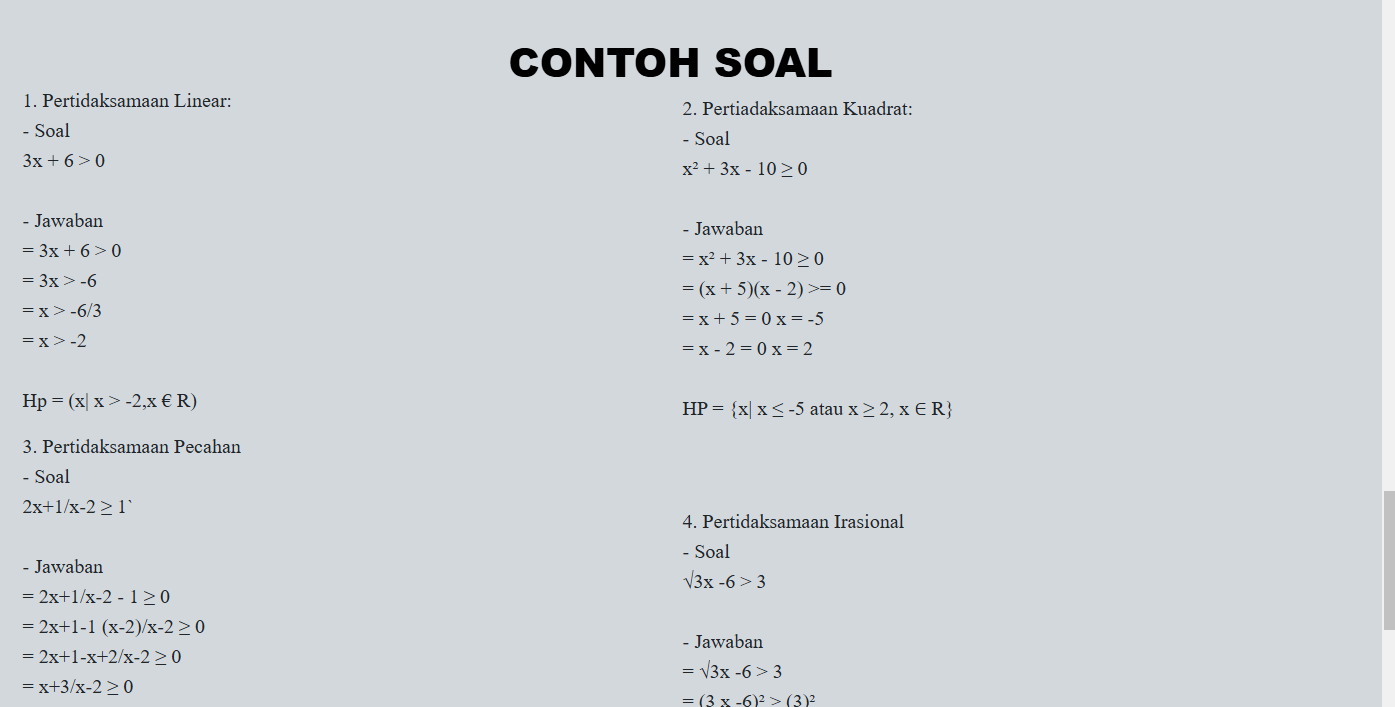 CONTOH SOAL
1. Pertidaksamaan Linear:
- Soal
3x + 6 > 0
- Jawaban
= 3x + 6 > 0
= 3x > -6
= x > -6/3
= x > -2
Hp = (x| x > -2,x € R)
2. Pertiadaksamaan Kuadrat:
- Soal
x² + 3x - 10 ≥ 0
- Jawaban
= x² + 3x - 10 ≥ 0
= (x + 5)(x - 2) >= 0
= x + 5 = 0 x = -5
= x - 2 = 0 x = 2
HP = {x| x ≤ -5 atau x ≥ 2, x ∈ R}
3. Pertidaksamaan Pecahan
- Soal
2x+1/x-2 ≥ 1`
- Jawaban
= 2x+1/x-2 - 1 ≥ 0
= 2x+1-1 (x-2)/x-2 ≥ 0
= 2x+1-x+2/x-2 ≥ 0
= x+3/x-2 ≥ 0
4. Pertidaksamaan Irasional
- Soal
√3x -6 > 3
- Jawaban
= √3x -6 > 3
= (3 x -6)² > (3)²